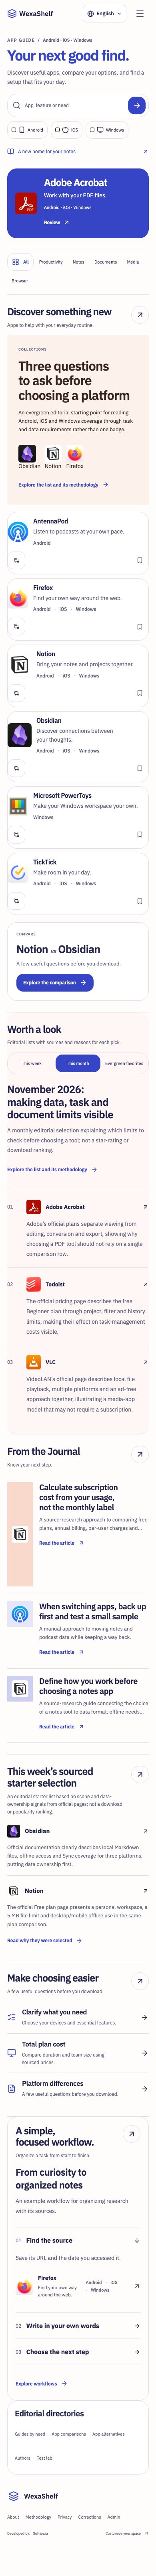 WexaShelf
English
APP GUIDE / Android · iOS · Windows
Your next good find.
Discover useful apps, compare your options, and find a
setup that fits your day.
App, feature or need
Android
iOS
Windows
A new home for your notes
Adobe Acrobat
Work with your PDF files.
Android · iOS · Windows
Review
All
Productivity
Notes
Documents
Media
Browser
Discover something new
Apps to help with your everyday routine.
COLLECTIONS
Three questions
to ask before
choosing a platform
An evergreen editorial starting point for reading
Android, iOS and Windows coverage through task
and data requirements rather than one badge.
Obsidian
Notion
Firefox
Explore the list and its methodology
AntennaPod
Listen to podcasts at your own pace.
Android
Firefox
Find your own way around the web.
Android · iOS · Windows
Notion
Bring your notes and projects together.
Android · iOS · Windows
Obsidian
Discover connections between
your thoughts.
Android · iOS · Windows
Microsoft PowerToys
Make your Windows workspace your own.
Windows
TickTick
Make room in your day.
Android · iOS · Windows
COMPARE
Notion vs Obsidian
A few useful questions before you download.
Explore the comparison
Worth a look
Editorial lists with sources and reasons for each pick.
This week
This month
Evergreen favorites
November 2026:
making data, task and
document limits visible
A monthly editorial selection explaining which limits to
check before choosing a tool; not a star-rating or
download ranking.
Explore the list and its methodology
01 Adobe Acrobat
Adobe's official plans separate viewing from
editing, conversion and export, showing why
choosing a PDF tool should not rely on a single
comparison row.
02 Todoist
The official pricing page describes the free
Beginner plan through project, filter and history
limits, making their effect on task-management
costs visible.
03 VLC
VideoLAN's official page describes local file
playback, multiple platforms and an ad-free
approach together, illustrating a media-app
model that may not require a subscription.
From the Journal
Know your next step.
Calculate subscription
cost from your usage,
not the monthly label
A source-research approach to comparing free
plans, annual billing, per-user charges and...
Read the article
When switching apps, back up
first and test a small sample
A manual approach to moving notes and
podcast data while keeping a way back.
Read the article
Define how you work before
choosing a notes app
A source-research guide connecting the choice
of a notes tool to data format, offline needs...
Read the article
This week's sourced
starter selection
An editorial starter list based on scope and data-
ownership signals from official pages; not a download
or popularity ranking.
Obsidian
Official documentation clearly describes local Markdown
files, offline access and Sync coverage for three platforms,
putting data ownership first.
Notion
The official Free plan page presents a personal workspace, a
5 MB file limit and desktop/mobile offline use in the same
plan comparison.
Read why they were selected
Make choosing easier
A few useful questions before you download.
Clarify what you need
Choose your devices and essential features.
Total plan cost
Compare duration and team size using
sourced prices.
Platform differences
A few useful questions before you download.
A simple,
focused workflow.
Organize a task from start to finish.
From curiosity to
organized notes
An example workflow for organizing research
with its sources.
01 Find the source
Save its URL and the date you accessed it.
Firefox
Find your own way
around the web.
Android · iOS
· Windows
02 Write in your own words
03 Choose the next step
Explore workflows
Editorial directories
Guides by need
App comparisons
App alternatives
Authors
Test lab
WexaShelf
About
Methodology
Privacy
Corrections
Admin
Customise your space